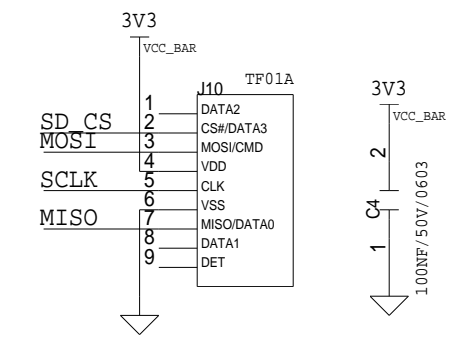 3V3
VCC_BAR
J10 TF01A
1 DATA2
SD_CS 2 CS#/DATA3
MOSI 3 MOSI/CMD
4 VDD
SCLK 5 CLK
6 VSS
MISO 7 MISO/DATA0
8 DATA1
9 DET
3V3
VCC_BAR
2
C4
1
100NF/50V/0603